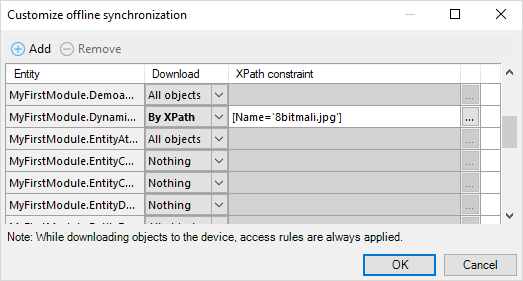 Customize offline synchronization
Add Remove
Entity Download XPath constraint
MyFirstModule.Demoa... All objects ...
MyFirstModule.Dynami... By XPath [Name='8bitmali.jpg'] ...
MyFirstModule.EntityAt... All objects ...
MyFirstModule.EntityC... Nothing ...
MyFirstModule.EntityC... Nothing ...
MyFirstModule.EntityD... Nothing ...
Note: While downloading objects to the device, access rules are always applied.
OK Cancel